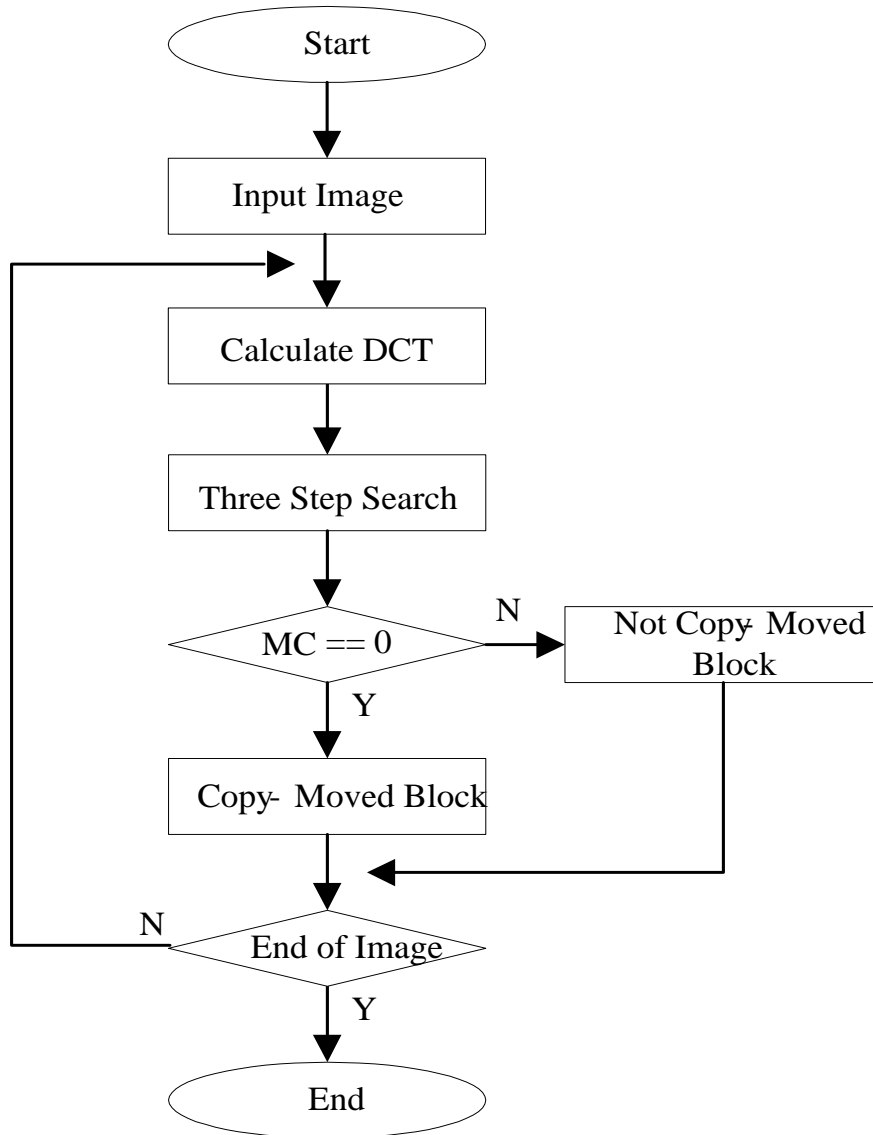 Start
Input Image
Calculate DCT
Three Step Search
MC == 0
N
Not Copy- Moved
Block
Y
Copy- Moved Block
N
End of Image
Y
End